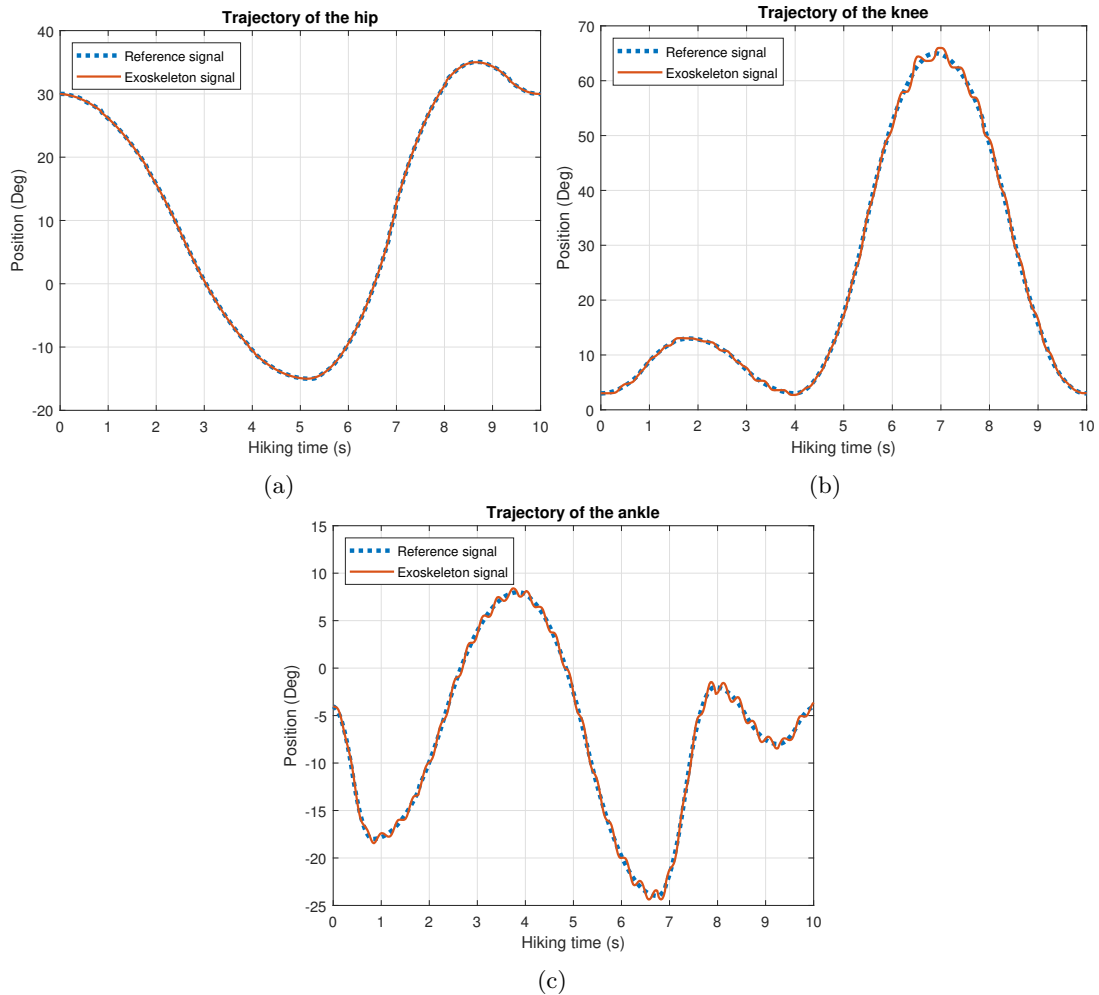 Trajectory of the hip
40
30
20
10
0
-10
-20
Position (Deg)
Reference signal
Exoskeleton signal
0 1 2 3 4 5 6 7 8 9 10
Hiking time (s)
(a)
Trajectory of the knee
70
60
50
40
30
20
10
0
Position (Deg)
Reference signal
Exoskeleton signal
0 1 2 3 4 5 6 7 8 9 10
Hiking time (s)
(b)
Trajectory of the ankle
15
10
5
0
-5
-10
-15
-20
-25
Position (Deg)
Reference signal
Exoskeleton signal
0 1 2 3 4 5 6 7 8 9 10
Hiking time (s)
(c)